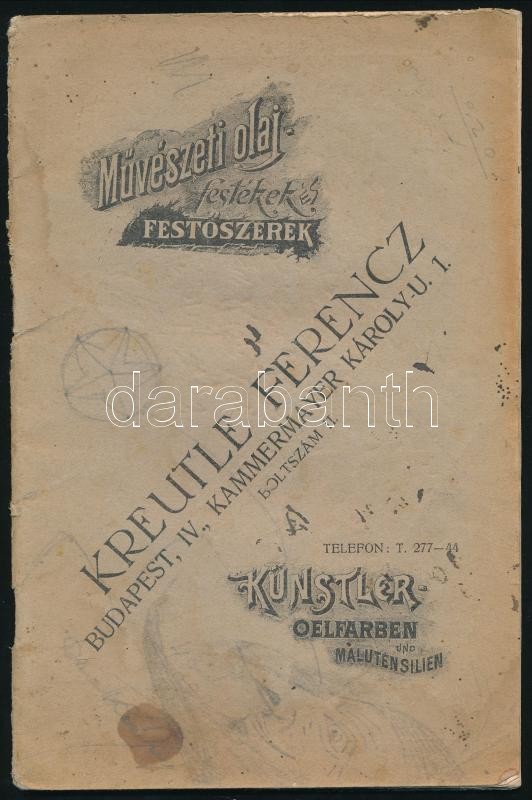 Művészeti olaj-
festékek és
FESTŐSZEREK
KREUTLE FERENCZ
BUDAPEST, IV., KAMMERMAYER KÁROLY-U. 1.
BOLTSZÁM
darabanth
TELEFON: T. 277—44
KÜNSTLER-
OELFARBEN
UND
MALUTENSILIEN